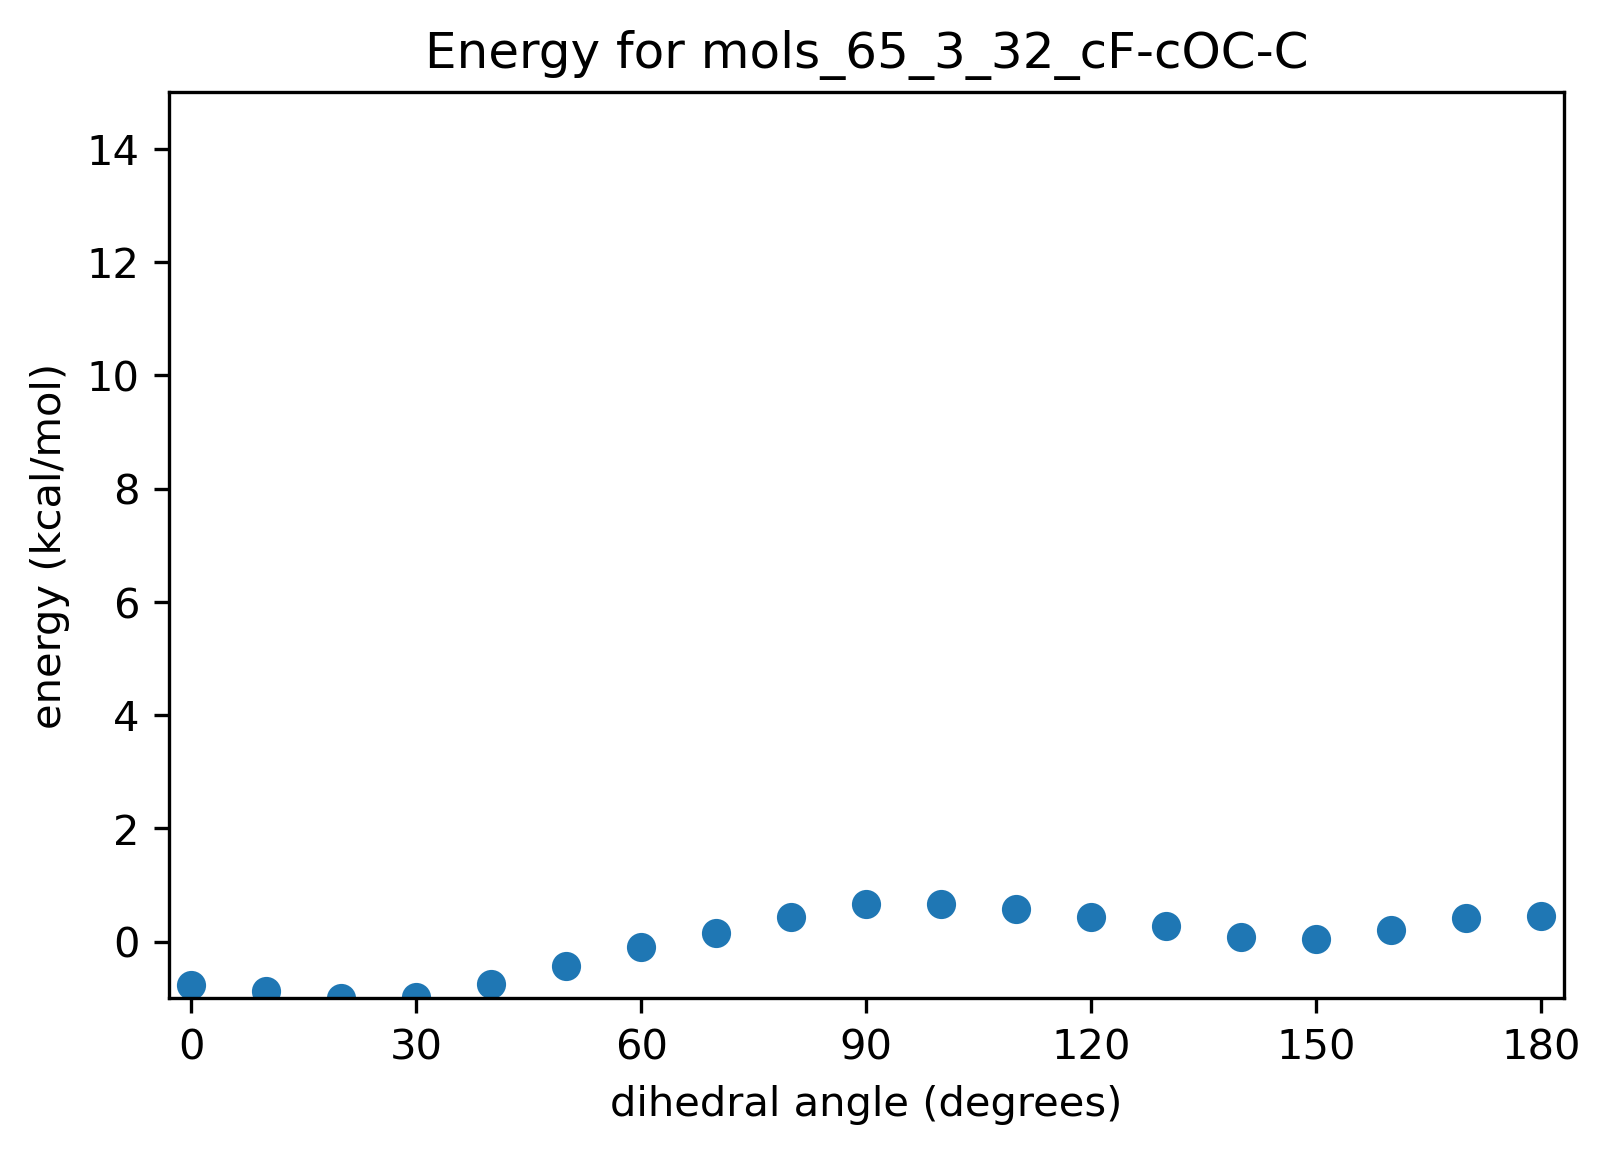 Energy for mols_65_3_32_cF-cOC-C
14
12
10
8
6
4
2
0
energy (kcal/mol)
0 30 60 90 120 150 180
dihedral angle (degrees)